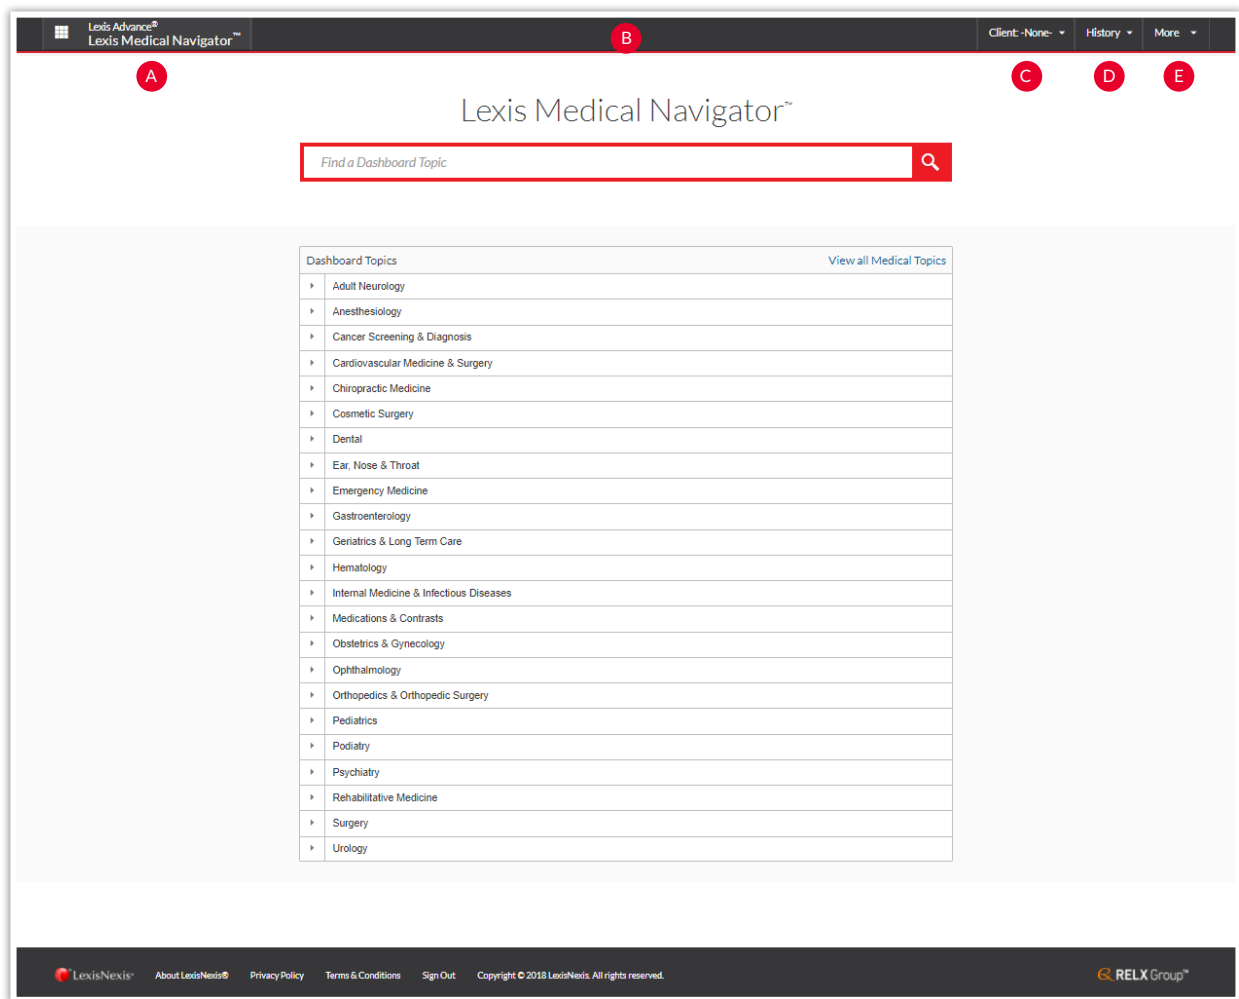 Lexis Advance®
Lexis Medical Navigator™
B
Client: -None-
History
More
A
C
D
E
Lexis Medical Navigator™
Find a Dashboard Topic
Dashboard Topics
View all Medical Topics
Adult Neurology
Anesthesiology
Cancer Screening & Diagnosis
Cardiovascular Medicine & Surgery
Chiropractic Medicine
Cosmetic Surgery
Dental
Ear, Nose & Throat
Emergency Medicine
Gastroenterology
Geriatrics & Long Term Care
Hematology
Internal Medicine & Infectious Diseases
Medications & Contrasts
Obstetrics & Gynecology
Ophthalmology
Orthopedics & Orthopedic Surgery
Pediatrics
Podiatry
Psychiatry
Rehabilitative Medicine
Surgery
Urology
LexisNexis® About LexisNexis® Privacy Policy Terms & Conditions Sign Out Copyright © 2018 LexisNexis. All rights reserved. RELX Group™